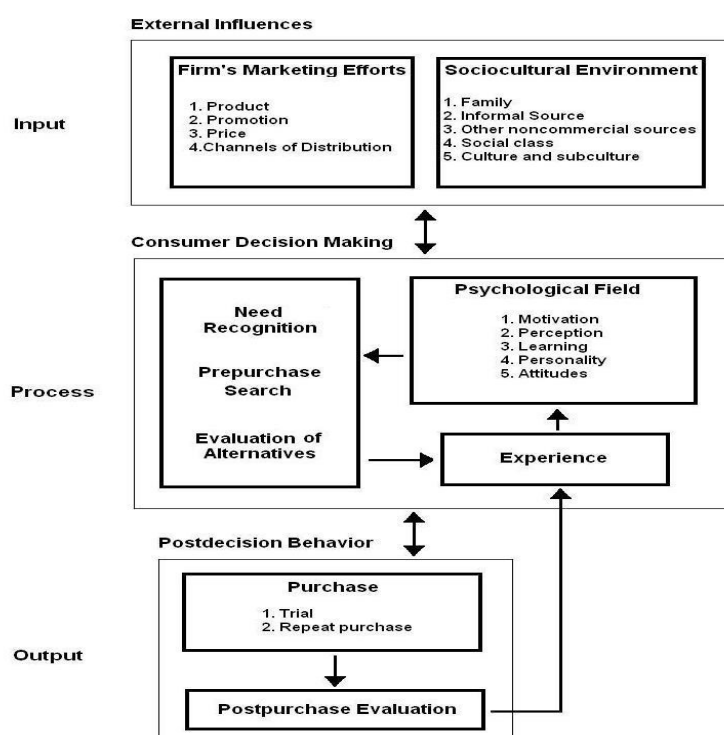 External Influences
Input
Firm's Marketing Efforts
1. Product
2. Promotion
3. Price
4.Channels of Distribution
Sociocultural Environment
1. Family
2. Informal Source
3. Other noncommercial sources
4. Social class
5. Culture and subculture
Consumer Decision Making
Process
Need
Recognition
Prepurchase
Search
Evaluation of
Alternatives
Psychological Field
1. Motivation
2. Perception
3. Learning
4. Personality
5. Attitudes
Experience
Postdecision Behavior
Output
Purchase
1. Trial
2. Repeat purchase
Postpurchase Evaluation